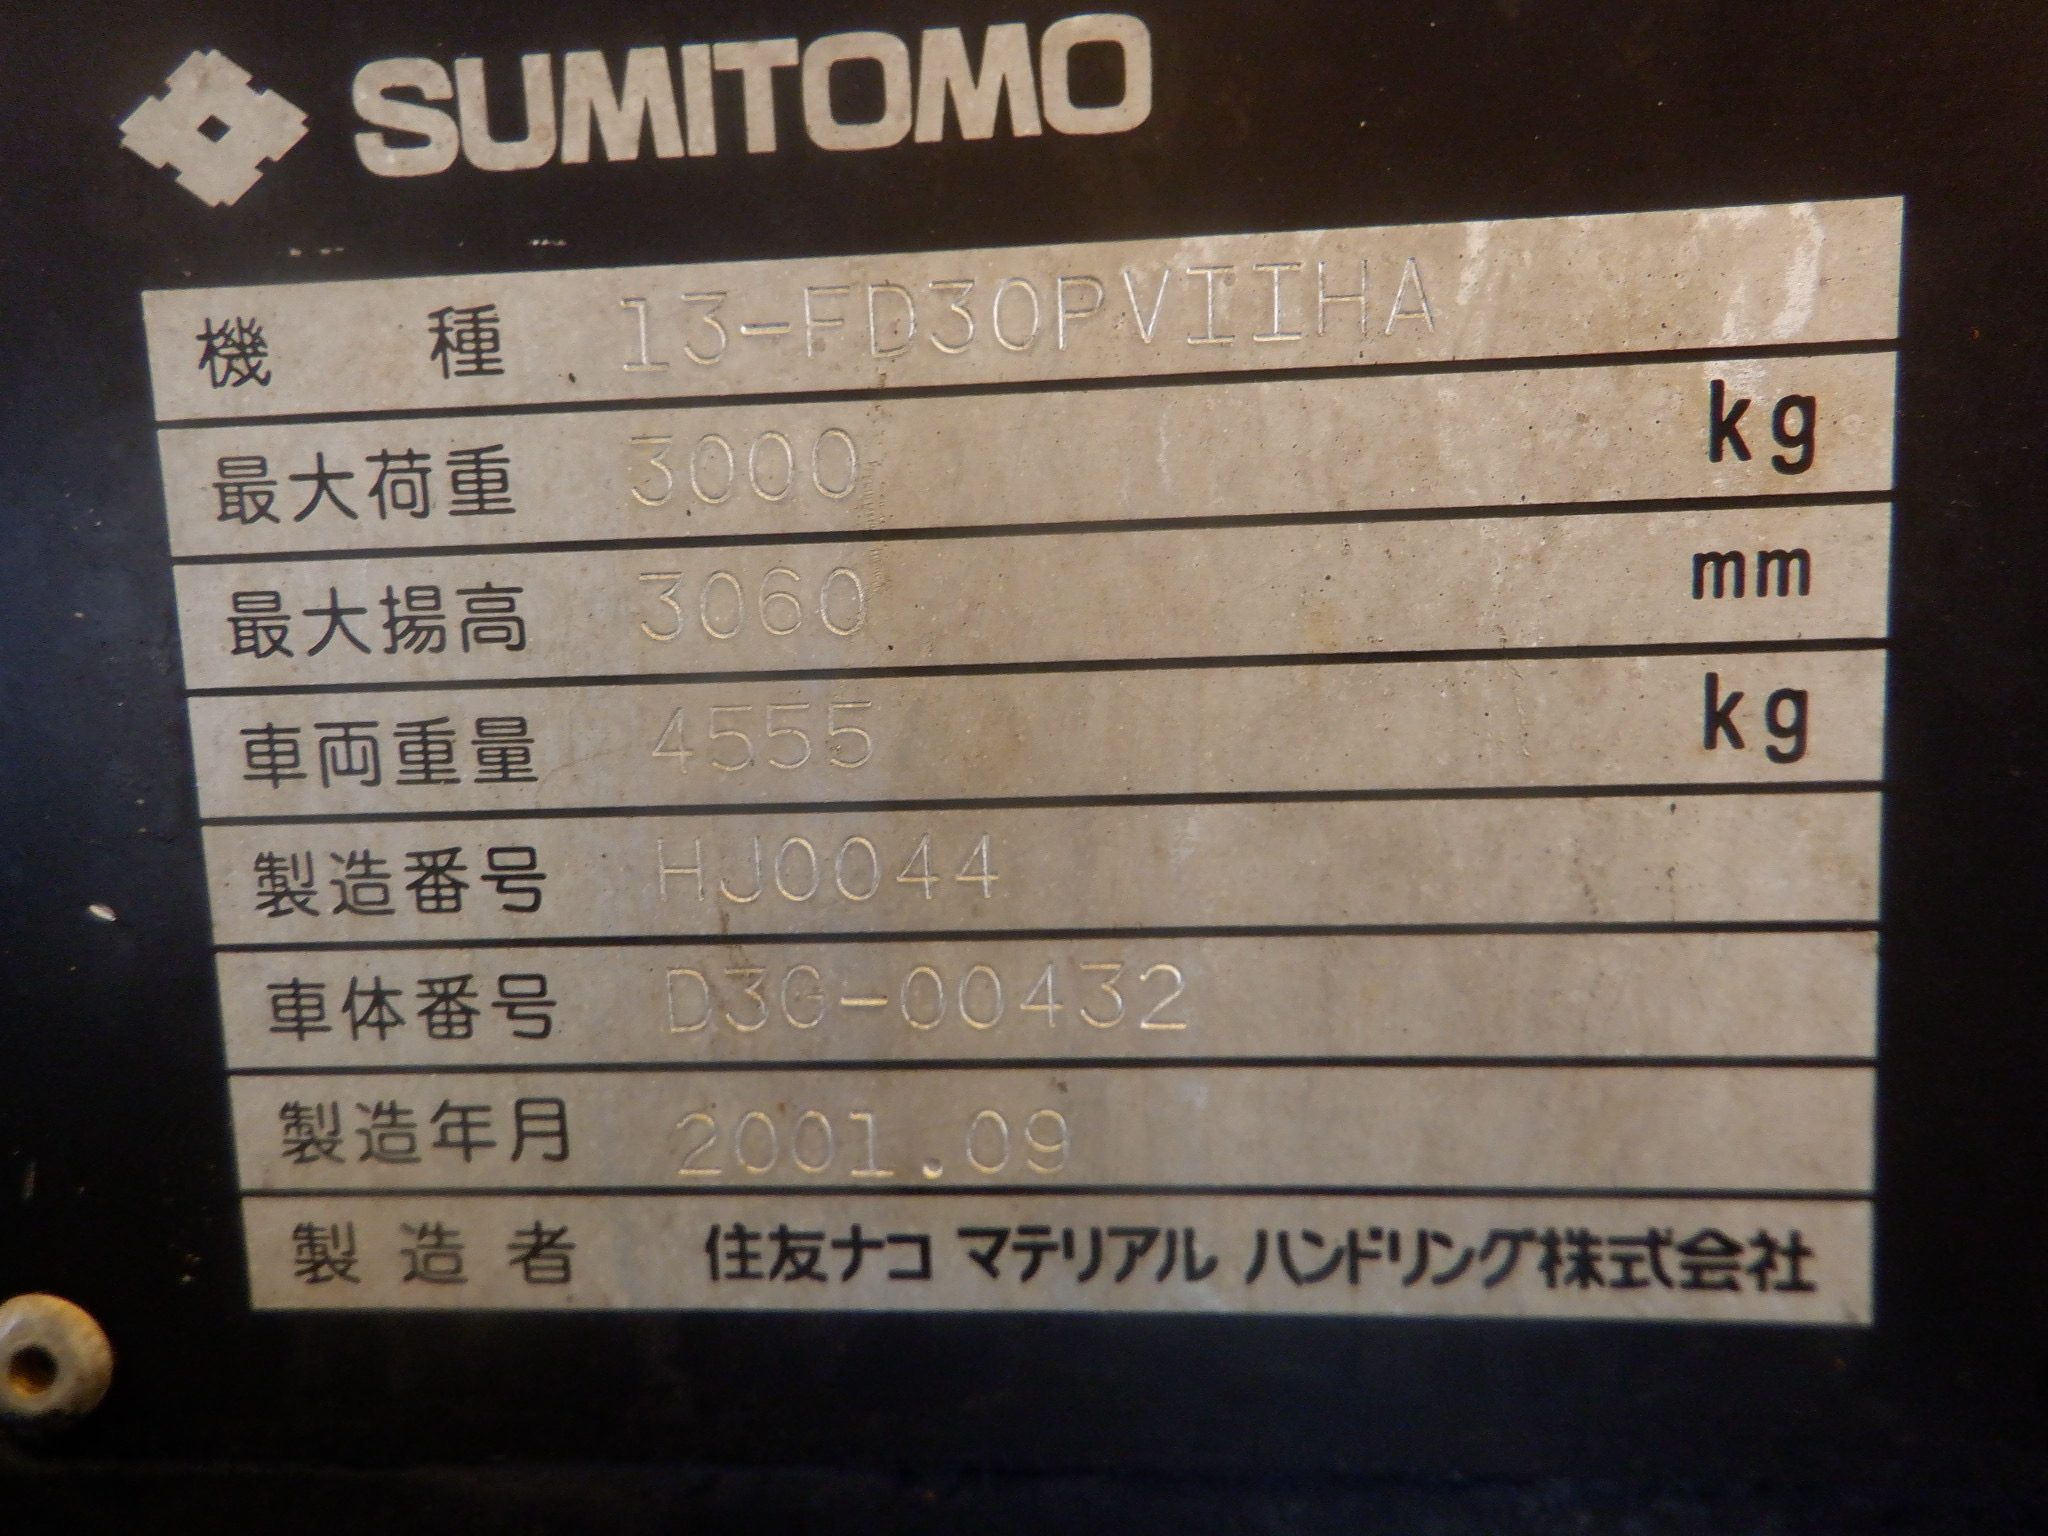 SUMITOMO
機種 13-FD30PVIIHA
最大荷重 3000 kg
最大揚高 3060 mm
車両重量 4555 kg
製造番号 HJ0044
車体番号 D3G-00432
製造年月 2001.09
製造者 住友ナコ マテリアル ハンドリング株式会社